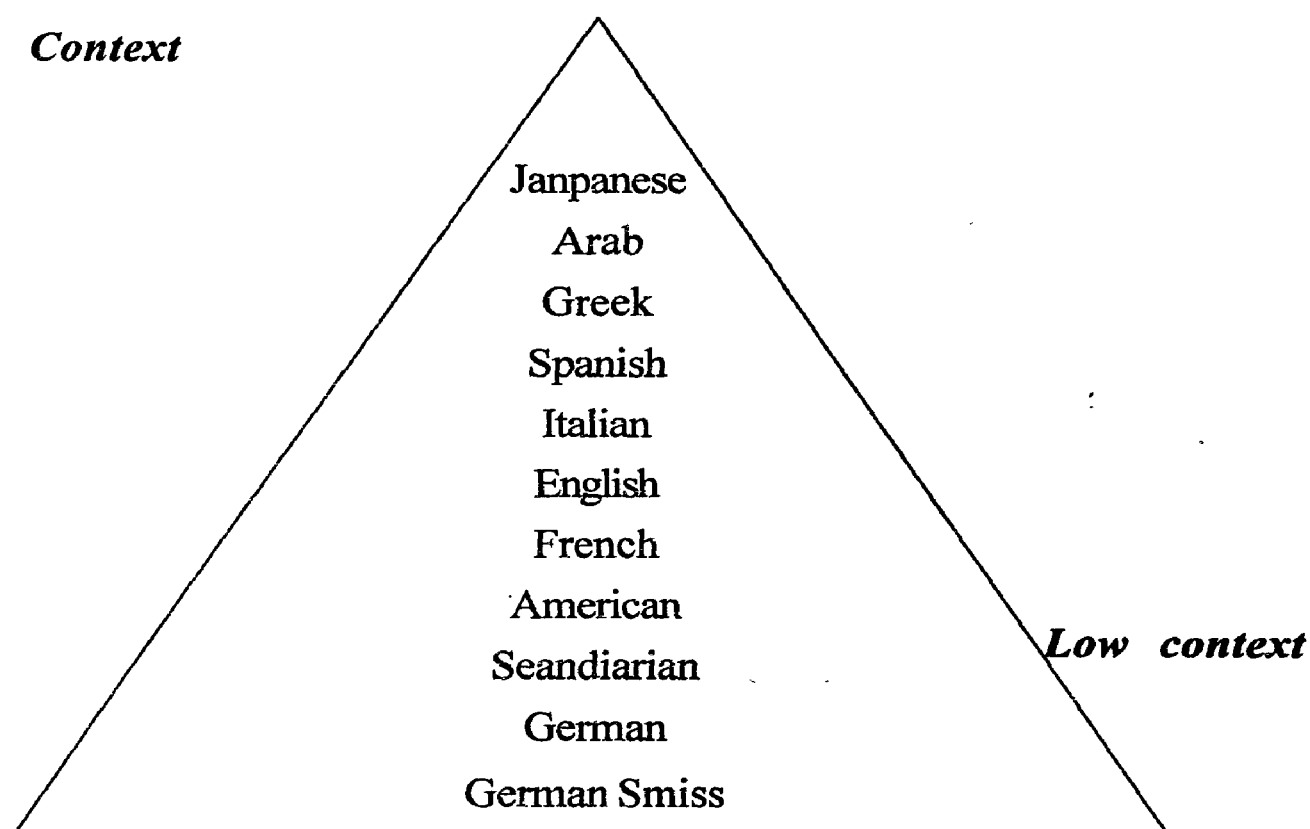 Context
Janpanese
Arab
Greek
Spanish
Italian
English
French
American
Low context
Seandiarian
German
German Smiss